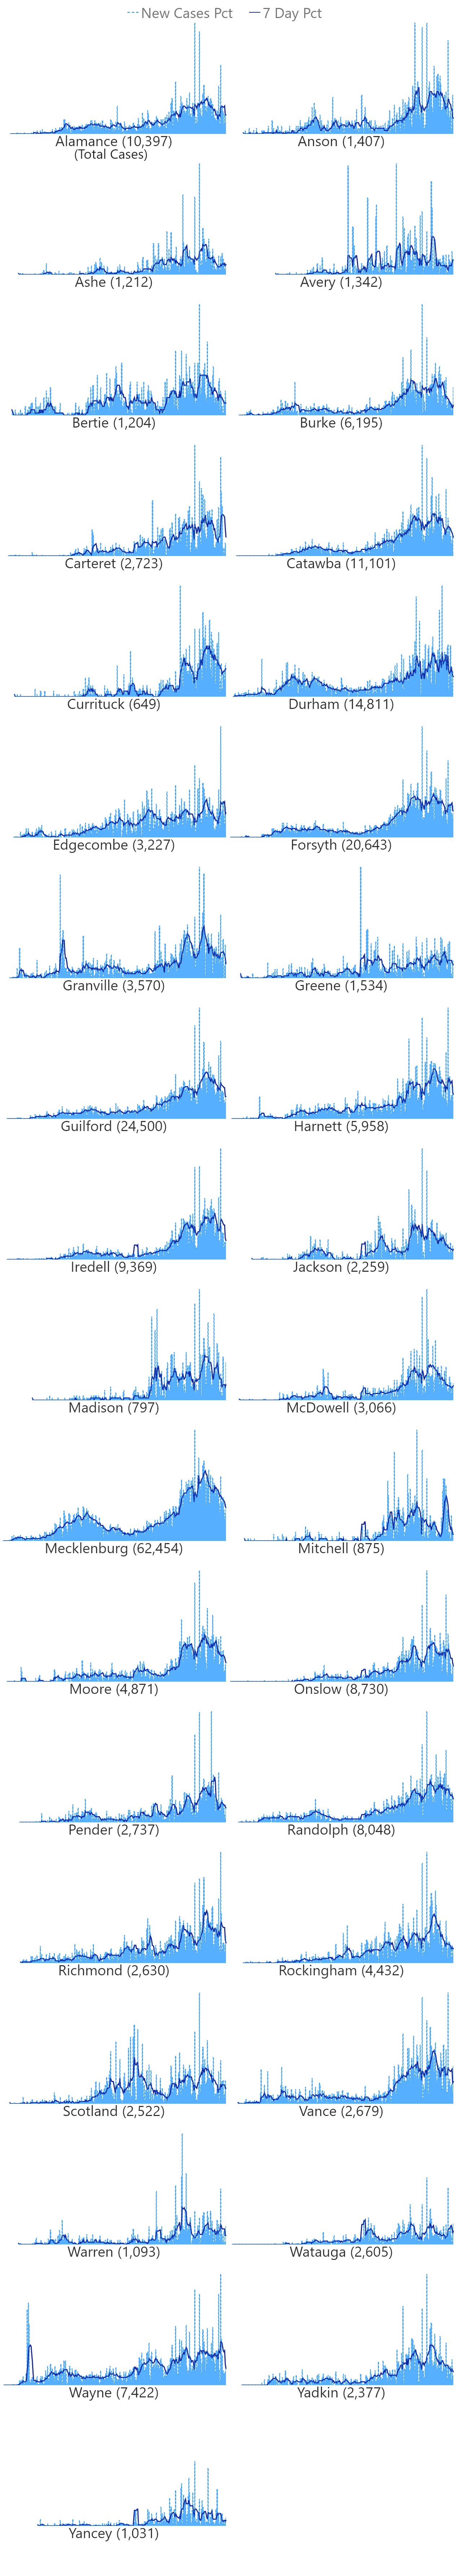 New Cases Pct 7 Day Pct
Alamance (10,397) Anson (1,407)
(Total Cases)
Ashe (1,212) Avery (1,342)
Bertie (1,204) Burke (6,195)
Carteret (2,723) Catawba (11,101)
Currituck (649) Durham (14,811)
Edgecombe (3,227) Forsyth (20,643)
Granville (3,570) Greene (1,534)
Guilford (24,500) Harnett (5,958)
Iredell (9,369) Jackson (2,259)
Madison (797) McDowell (3,066)
Mecklenburg (62,454) Mitchell (875)
Moore (4,871) Onslow (8,730)
Pender (2,737) Randolph (8,048)
Richmond (2,630) Rockingham (4,432)
Scotland (2,522) Vance (2,679)
Warren (1,093) Watauga (2,605)
Wayne (7,422) Yadkin (2,377)
Yancey (1,031)